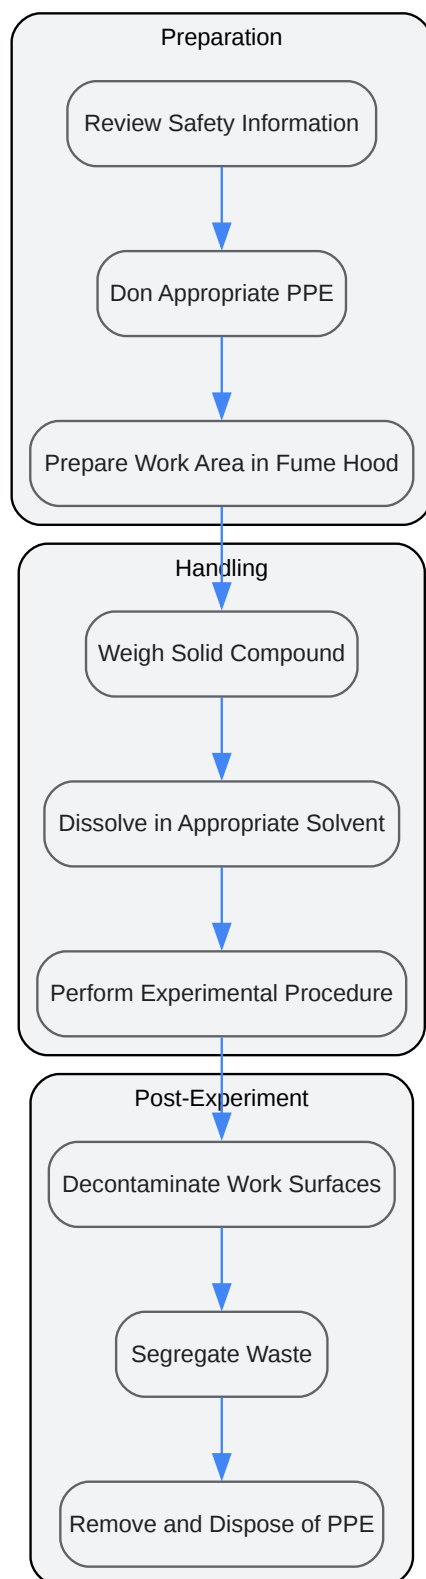 Preparation
Review Safety Information
Don Appropriate PPE
Prepare Work Area in Fume Hood
Handling
Weigh Solid Compound
Dissolve in Appropriate Solvent
Perform Experimental Procedure
Post-Experiment
Decontaminate Work Surfaces
Segregate Waste
Remove and Dispose of PPE